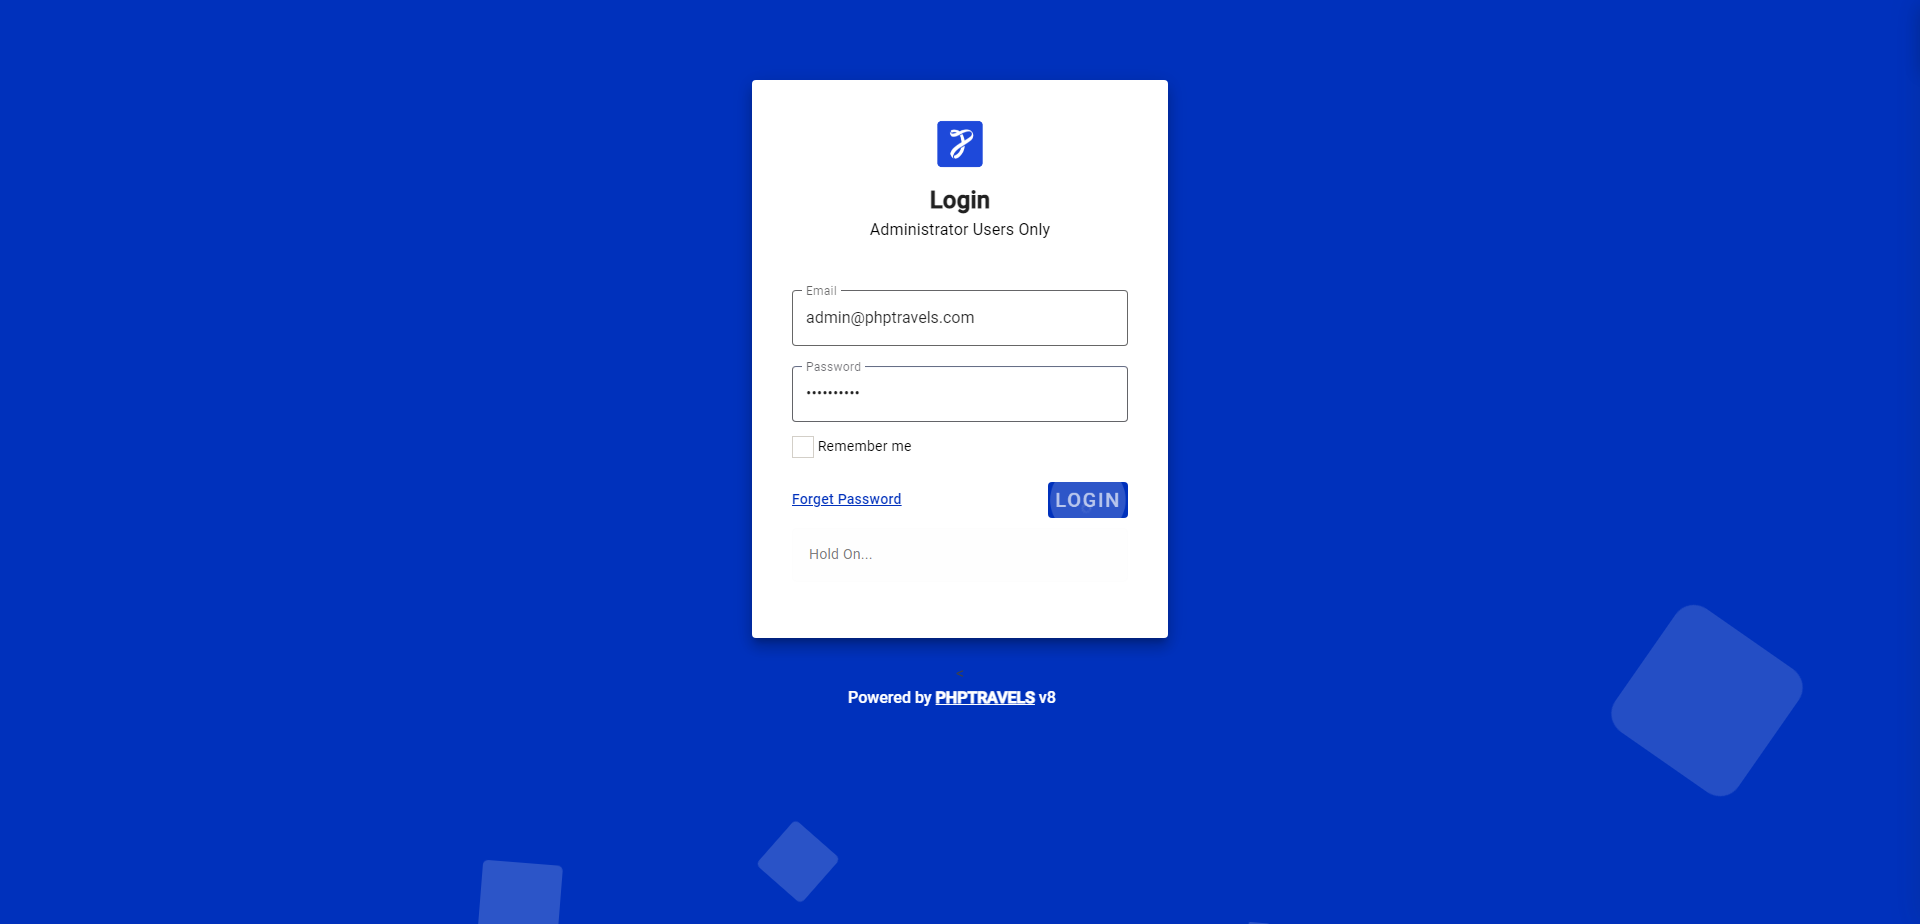 Login
Administrator Users Only
Email
admin@phptravels.com
Password
••••••••••
Remember me
Forget Password
LOGIN
Hold On...
<
Powered by PHPTRAVELS v8